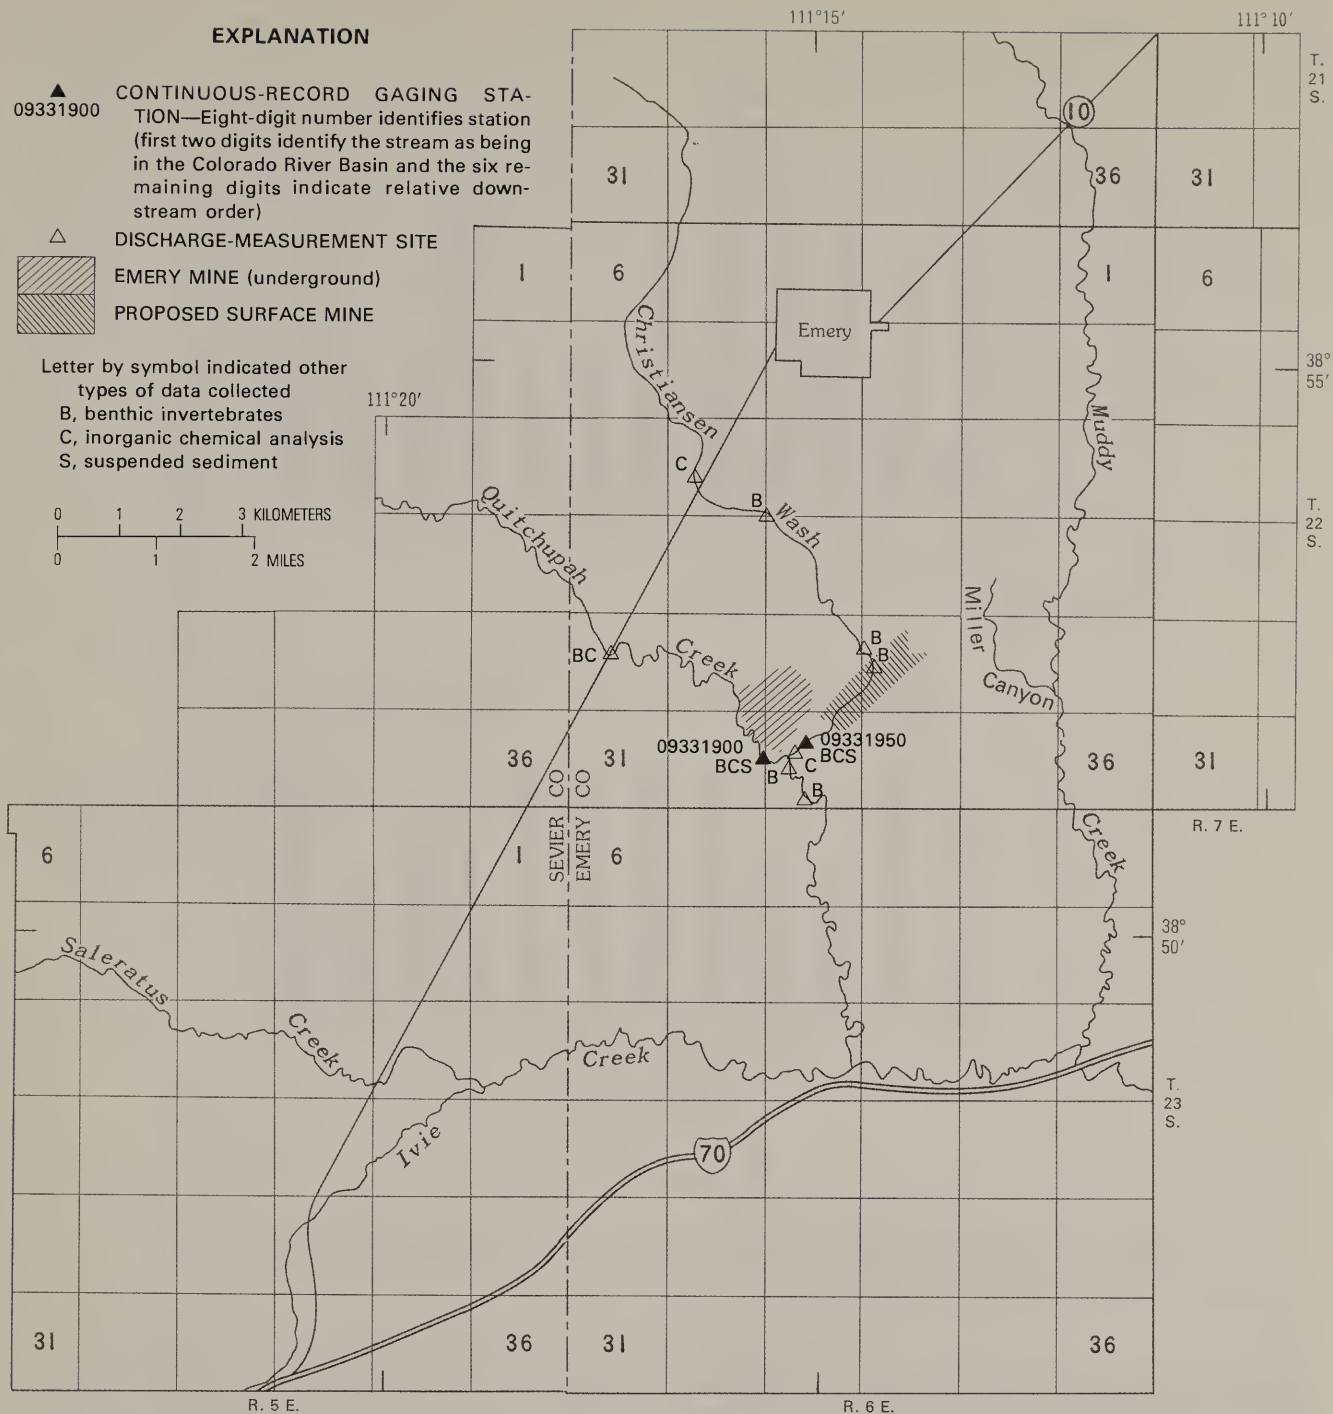 EXPLANATION
09331900
CONTINUOUS-RECORD GAGING STA-
TION—Eight-digit number identifies station
(first two digits identify the stream as being
in the Colorado River Basin and the six re-
maining digits indicate relative down-
stream order)
DISCHARGE-MEASUREMENT SITE
EMERY MINE (underground)
PROPOSED SURFACE MINE
Letter by symbol indicated other
types of data collected
B, benthic invertebrates
C, inorganic chemical analysis
S, suspended sediment
0 1 2 3 KILOMETERS
0 1 2 MILES
111°15'
111°10'
T.
21
S.
10
31
36
31
1
6
1
6
Emery
Christiansen
38°
55'
111°20'
Muddy
C
B
Wash
Quitchupah
T.
22
S.
Miller
Canyon
BC
Creek
B
B
09331900
BCS
09331950
BCS
C
B
B
36
31
36
31
SEVIER CO
EMERY CO
R. 7 E.
6
1
6
Creek
38°
50'
Saleratus
Creek
Creek
Ivie
T.
23
S.
70
31
36
31
36
R. 5 E.
R. 6 E.